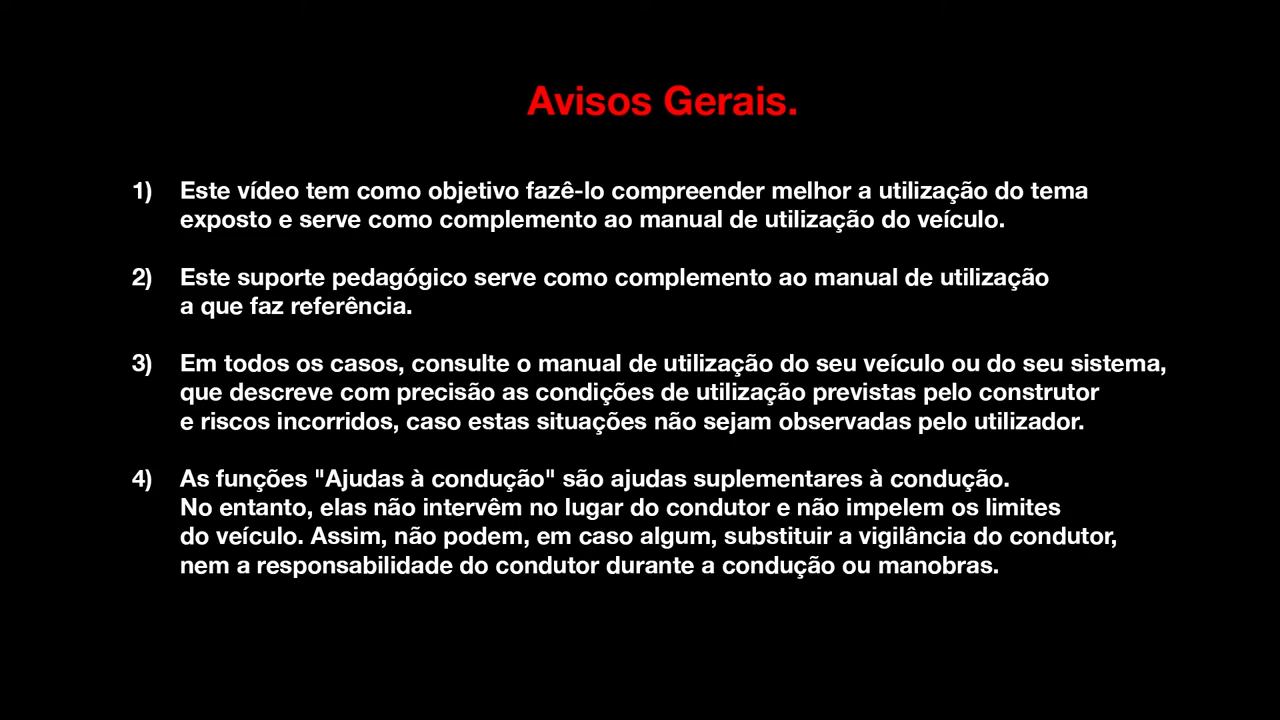 Avisos Gerais.
1) Este vídeo tem como objetivo fazê-lo compreender melhor a utilização do tema
exposto e serve como complemento ao manual de utilização do veículo.
2) Este suporte pedagógico serve como complemento ao manual de utilização
a que faz referência.
3) Em todos os casos, consulte o manual de utilização do seu veículo ou do seu sistema,
que descreve com precisão as condições de utilização previstas pelo construtor
e riscos incorridos, caso estas situações não sejam observadas pelo utilizador.
4) As funções "Ajudas à condução" são ajudas suplementares à condução.
No entanto, elas não intervêm no lugar do condutor e não impelem os limites
do veículo. Assim, não podem, em caso algum, substituir a vigilância do condutor,
nem a responsabilidade do condutor durante a condução ou manobras.